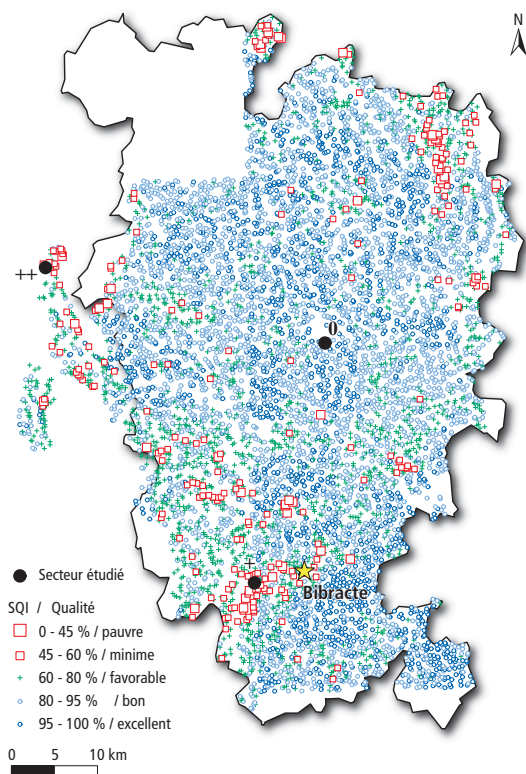 N
++
0
+
Bibracte
Secteur étudié
SQI / Qualité
0 - 45 % / pauvre
45 - 60 % / minime
60 - 80 % / favorable
80 - 95 % / bon
95 - 100 % / excellent
0 5 10 km